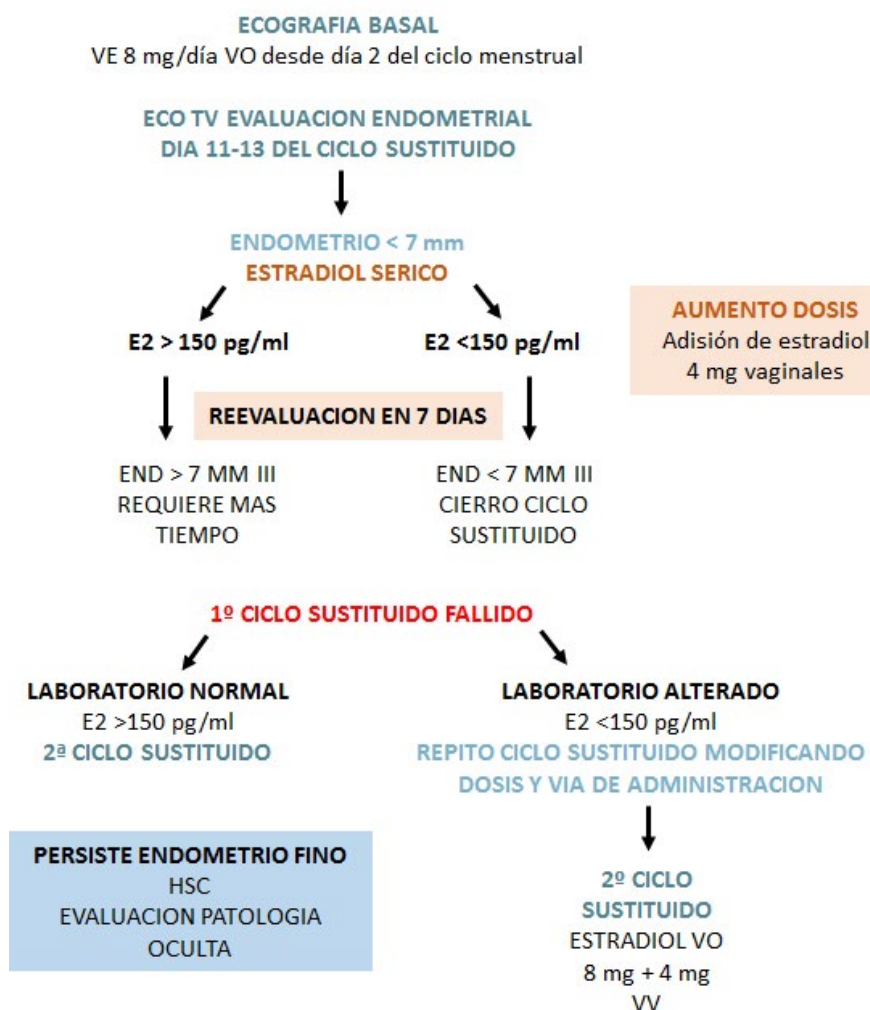 ECOGRAFIA BASAL
VE 8 mg/día VO desde día 2 del ciclo menstrual
ECO TV EVALUACION ENDOMETRIAL
DIA 11-13 DEL CICLO SUSTITUIDO
ENDOMETRIO < 7 mm
ESTRADIOL SERICO
E2 > 150 pg/ml
E2 <150 pg/ml
AUMENTO DOSIS
Adisión de estradiol
4 mg vaginales
REEVALUACION EN 7 DIAS
END > 7 MM III
REQUIERE MAS
TIEMPO
END < 7 MM III
CIERRO CICLO
SUSTITUIDO
1º CICLO SUSTITUIDO FALLIDO
LABORATORIO NORMAL
E2 >150 pg/ml
2ª CICLO SUSTITUIDO
LABORATORIO ALTERADO
E2 <150 pg/ml
REPITO CICLO SUSTITUIDO MODIFICANDO
DOSIS Y VIA DE ADMINISTRACION
PERSISTE ENDOMETRIO FINO
HSC
EVALUACION PATOLOGIA
OCULTA
2º CICLO
SUSTITUIDO
ESTRADIOL VO
8 mg + 4 mg
VV